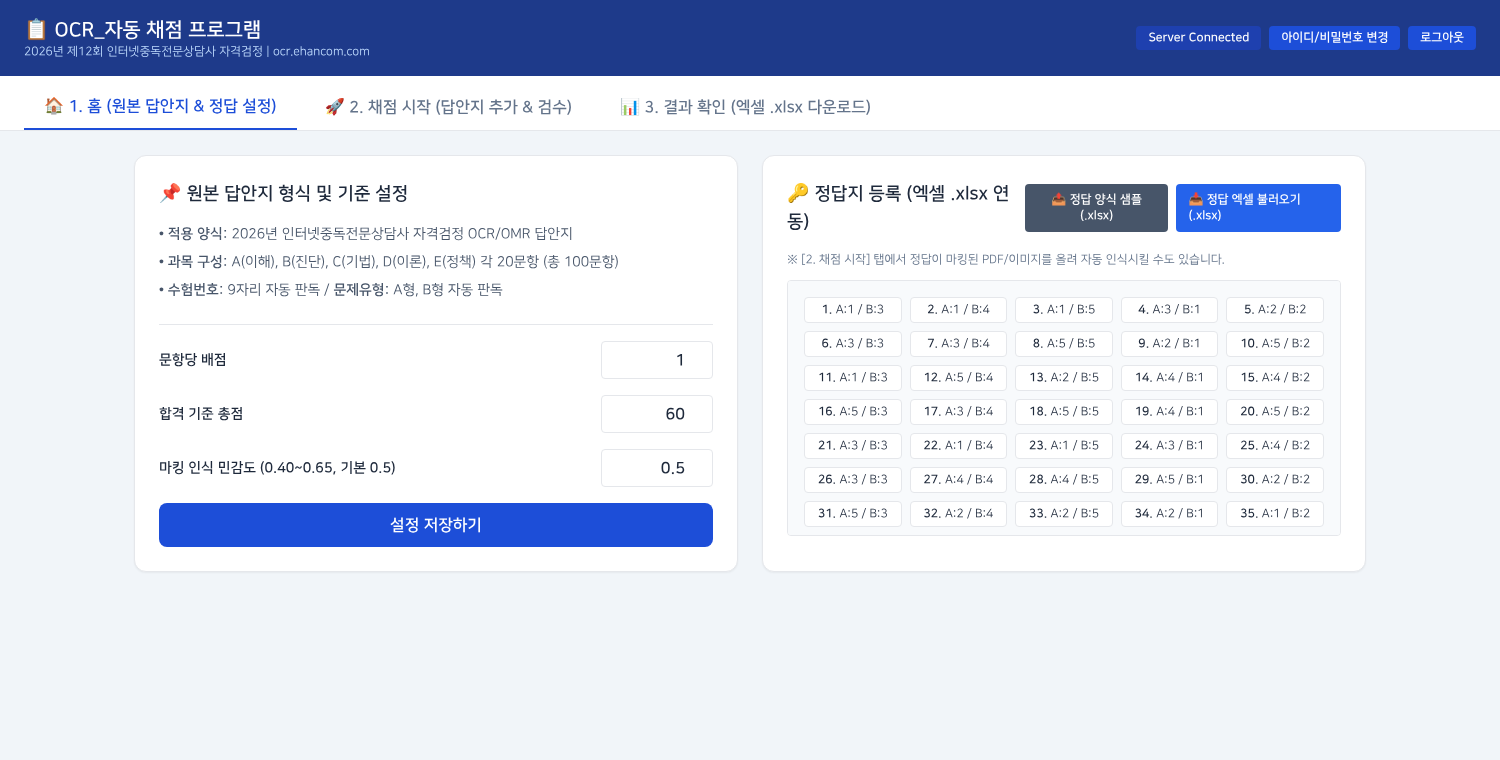 📋 OCR_자동 채점 프로그램
2026년 제12회 인터넷중독전문상담사 자격검정 | ocr.ehancom.com
Server Connected
아이디/비밀번호 변경
로그아웃
🏠 1. 홈 (원본 답안지 & 정답 설정)
🚀 2. 채점 시작 (답안지 추가 & 검수)
📊 3. 결과 확인 (엑셀 .xlsx 다운로드)
📌 원본 답안지 형식 및 기준 설정
• 적용 양식: 2026년 인터넷중독전문상담사 자격검정 OCR/OMR 답안지
• 과목 구성: A(이해), B(진단), C(기법), D(이론), E(정책) 각 20문항 (총 100문항)
• 수험번호: 9자리 자동 판독 / 문제유형: A형, B형 자동 판독
문항당 배점 1
합격 기준 총점 60
마킹 인식 민감도 (0.40~0.65, 기본 0.5) 0.5
설정 저장하기
🔑 정답지 등록 (엑셀 .xlsx 연
동)
📤 정답 양식 샘플
(.xlsx)
📥 정답 엑셀 불러오기
(.xlsx)
※ [2. 채점 시작] 탭에서 정답이 마킹된 PDF/이미지를 올려 자동 인식시킬 수도 있습니다.
1. A:1 / B:3 2. A:1 / B:4 3. A:1 / B:5 4. A:3 / B:1 5. A:2 / B:2
6. A:3 / B:3 7. A:3 / B:4 8. A:5 / B:5 9. A:2 / B:1 10. A:5 / B:2
11. A:1 / B:3 12. A:5 / B:4 13. A:2 / B:5 14. A:4 / B:1 15. A:4 / B:2
16. A:5 / B:3 17. A:3 / B:4 18. A:5 / B:5 19. A:4 / B:1 20. A:5 / B:2
21. A:3 / B:3 22. A:1 / B:4 23. A:1 / B:5 24. A:3 / B:1 25. A:4 / B:2
26. A:3 / B:3 27. A:4 / B:4 28. A:4 / B:5 29. A:5 / B:1 30. A:2 / B:2
31. A:5 / B:3 32. A:2 / B:4 33. A:2 / B:5 34. A:2 / B:1 35. A:1 / B:2